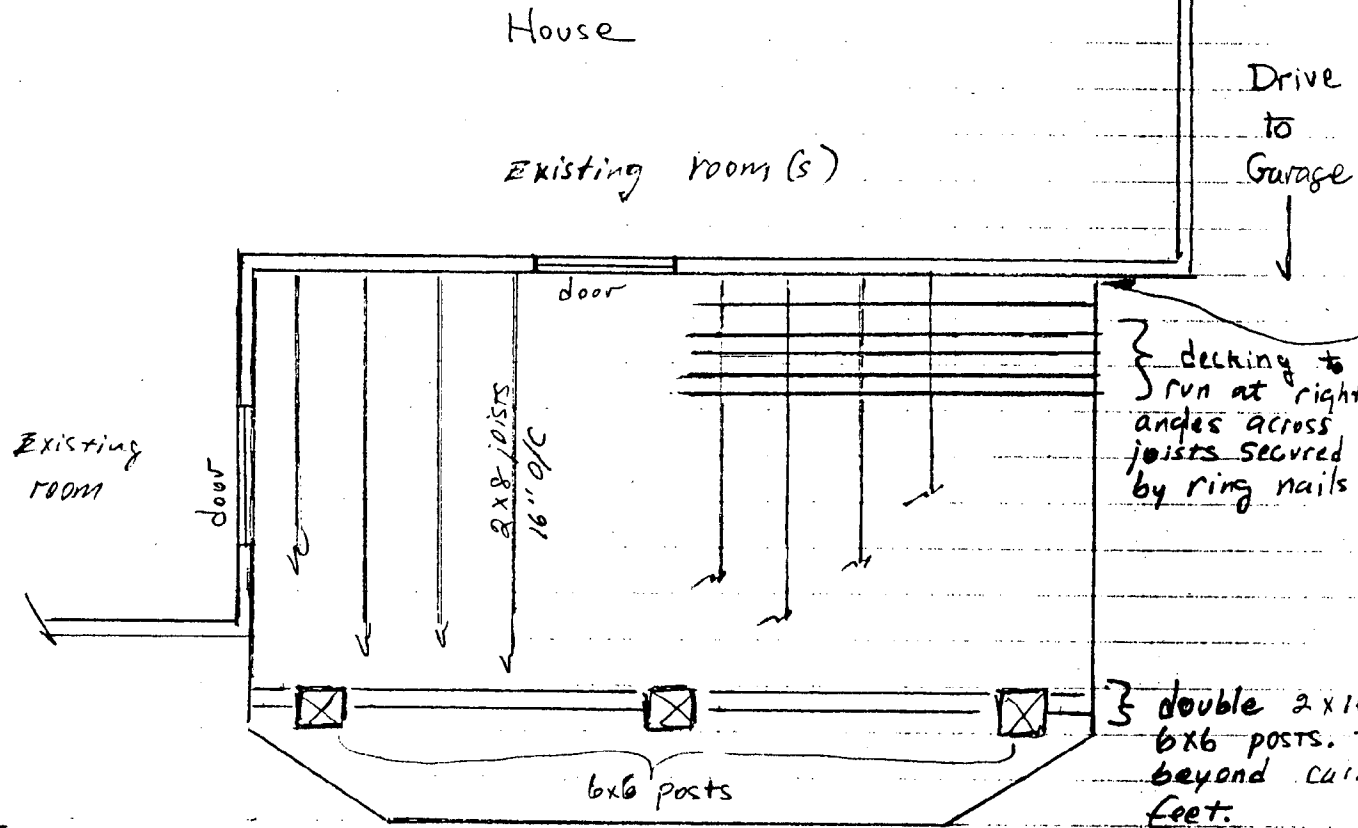 House
Drive
to
Garage
Existing room(s)
door
decking to
run at right
angles across
joists secured
by ring nails
2x8 joists
16" O/C
Existing
room
door
double 2x1
6x6 posts.
beyond
feet.
6x6 posts